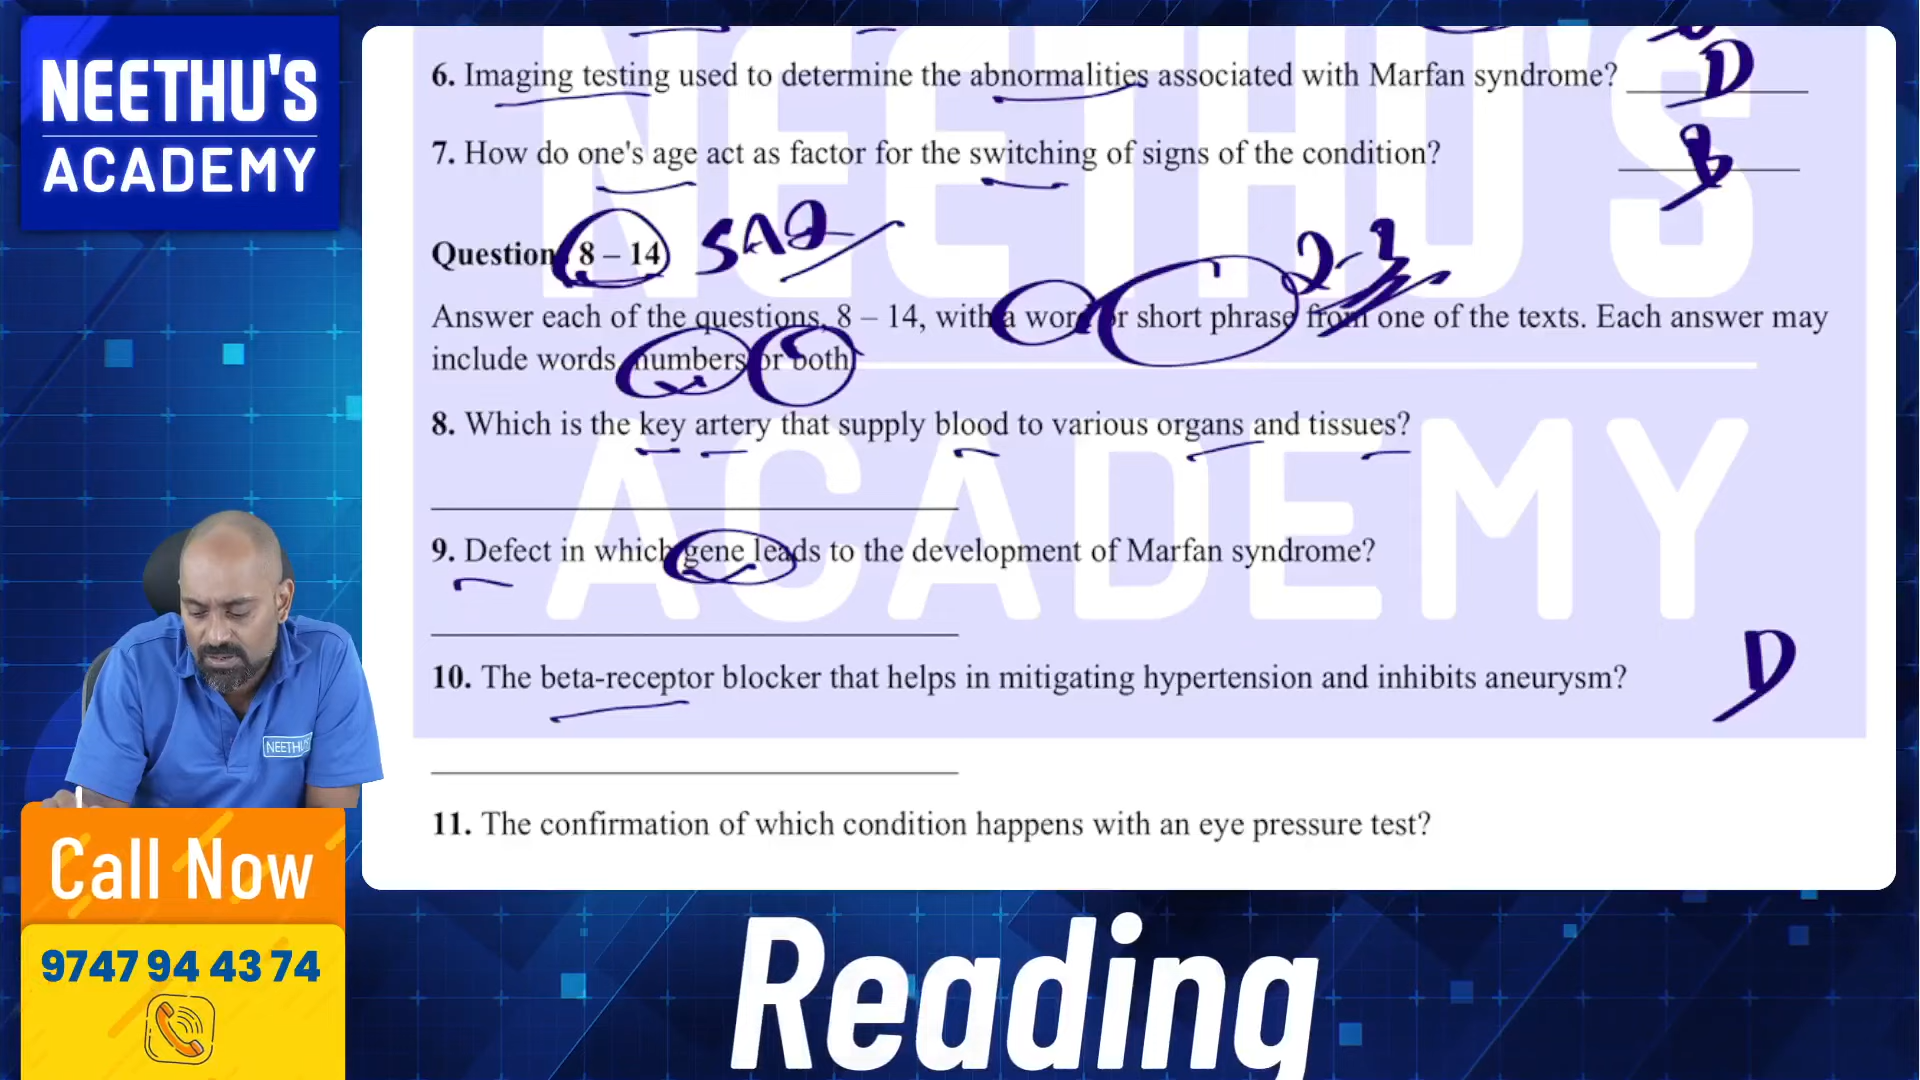 NEETHU'S
ACADEMY
6. Imaging testing used to determine the abnormalities associated with Marfan syndrome?
D
7. How do one's age act as factor for the switching of signs of the condition?
B
Question 8 – 14
SAQ
2-3
Answer each of the questions, 8 – 14, with a word or short phrase from one of the texts. Each answer may
include words, numbers or both
8. Which is the key artery that supply blood to various organs and tissues?
9. Defect in which gene leads to the development of Marfan syndrome?
10. The beta-receptor blocker that helps in mitigating hypertension and inhibits aneurysm?
D
11. The confirmation of which condition happens with an eye pressure test?
NEETHU'S
ACADEMY
NEETHU'S
Call Now
9747 94 43 74
Reading